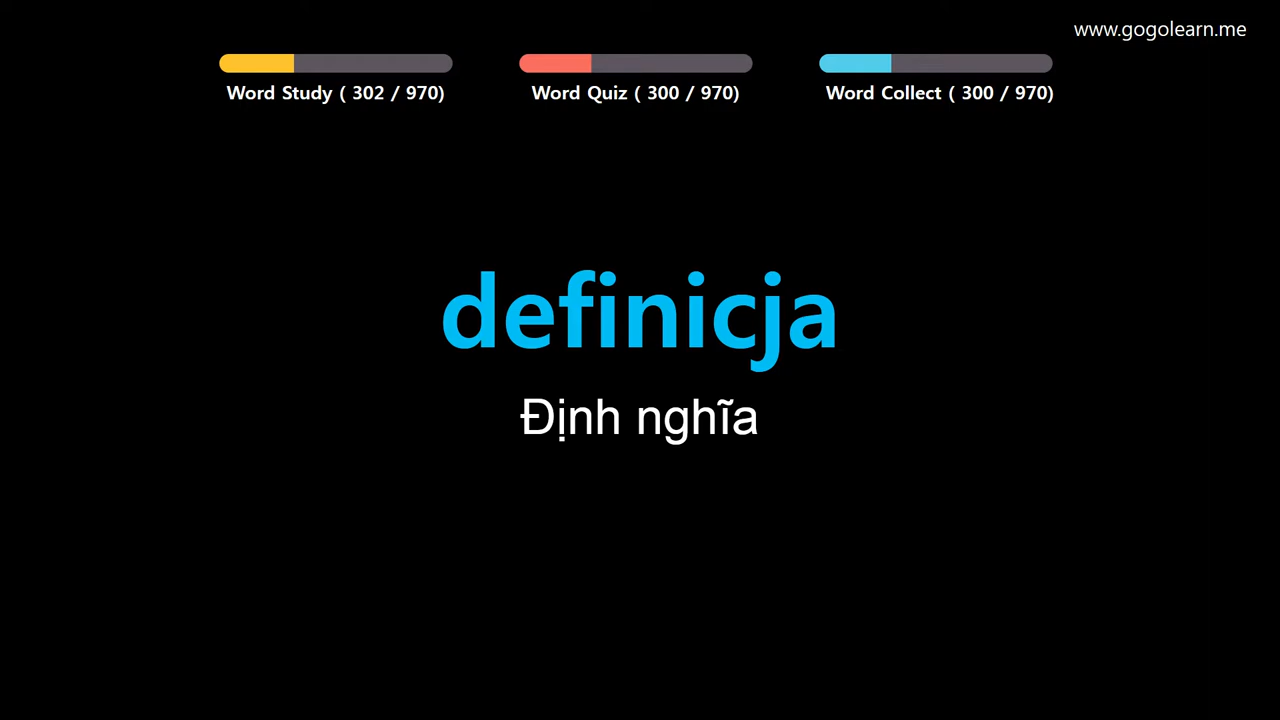 www.gogolearn.me
Word Study ( 302 / 970)
Word Quiz ( 300 / 970)
Word Collect ( 300 / 970)
definicja
Định nghĩa